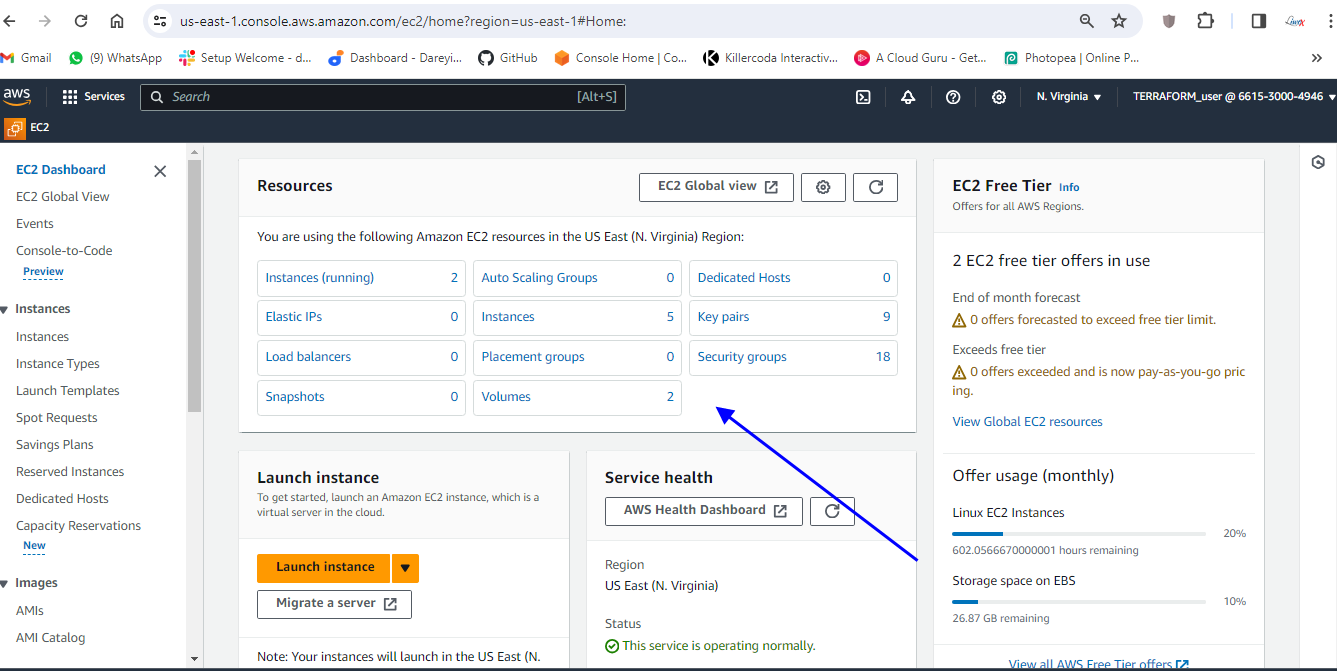 us-east-1.console.aws.amazon.com/ec2/home?region=us-east-1#Home:
Gmail
(9) WhatsApp
Setup Welcome - d...
Dashboard - Dareyi...
GitHub
Console Home | Co...
Killercoda Interactiv...
A Cloud Guru - Get...
Photopea | Online P...
aws
Services
Search
[Alt+S]
N. Virginia
TERRAFORM_user @ 6615-3000-4946
EC2
EC2 Dashboard
EC2 Global View
Events
Console-to-Code
Preview
Instances
Instances
Instance Types
Launch Templates
Spot Requests
Savings Plans
Reserved Instances
Dedicated Hosts
Capacity Reservations
New
Images
AMIs
AMI Catalog
Resources
EC2 Global view
You are using the following Amazon EC2 resources in the US East (N. Virginia) Region:
Instances (running) 2
Auto Scaling Groups 0
Dedicated Hosts 0
Elastic IPs 0
Instances 5
Key pairs 9
Load balancers 0
Placement groups 0
Security groups 18
Snapshots 0
Volumes 2
Launch instance
To get started, launch an Amazon EC2 instance, which is a
virtual server in the cloud.
Launch instance
Migrate a server
Note: Your instances will launch in the US East (N.
Service health
AWS Health Dashboard
Region
US East (N. Virginia)
Status
This service is operating normally.
EC2 Free Tier Info
Offers for all AWS Regions.
2 EC2 free tier offers in use
End of month forecast
0 offers forecasted to exceed free tier limit.
Exceeds free tier
0 offers exceeded and is now pay-as-you-go pric
ing.
View Global EC2 resources
Offer usage (monthly)
Linux EC2 Instances
20%
602.0566670000001 hours remaining
Storage space on EBS
10%
26.87 GB remaining
View all AWS Free Tier offers